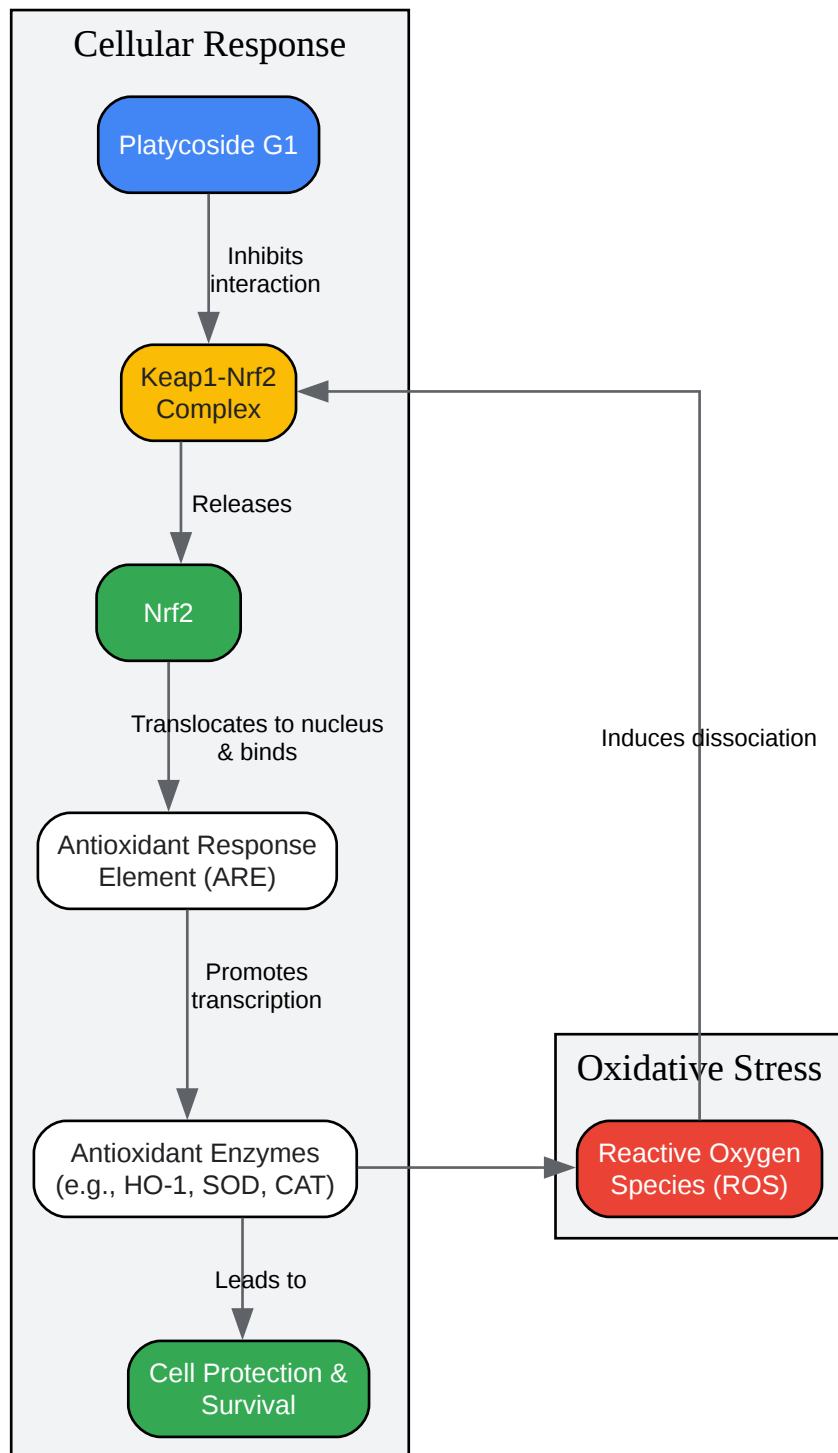 Cellular Response
Platycoside G1
Inhibits
interaction
Keap1-Nrf2
Complex
Releases
Nrf2
Translocates to nucleus
& binds
Induces dissociation
Antioxidant Response
Element (ARE)
Promotes
transcription
Oxidative Stress
Antioxidant Enzymes
(e.g., HO-1, SOD, CAT)
Reactive Oxygen
Species (ROS)
Leads to
Cell Protection &
Survival